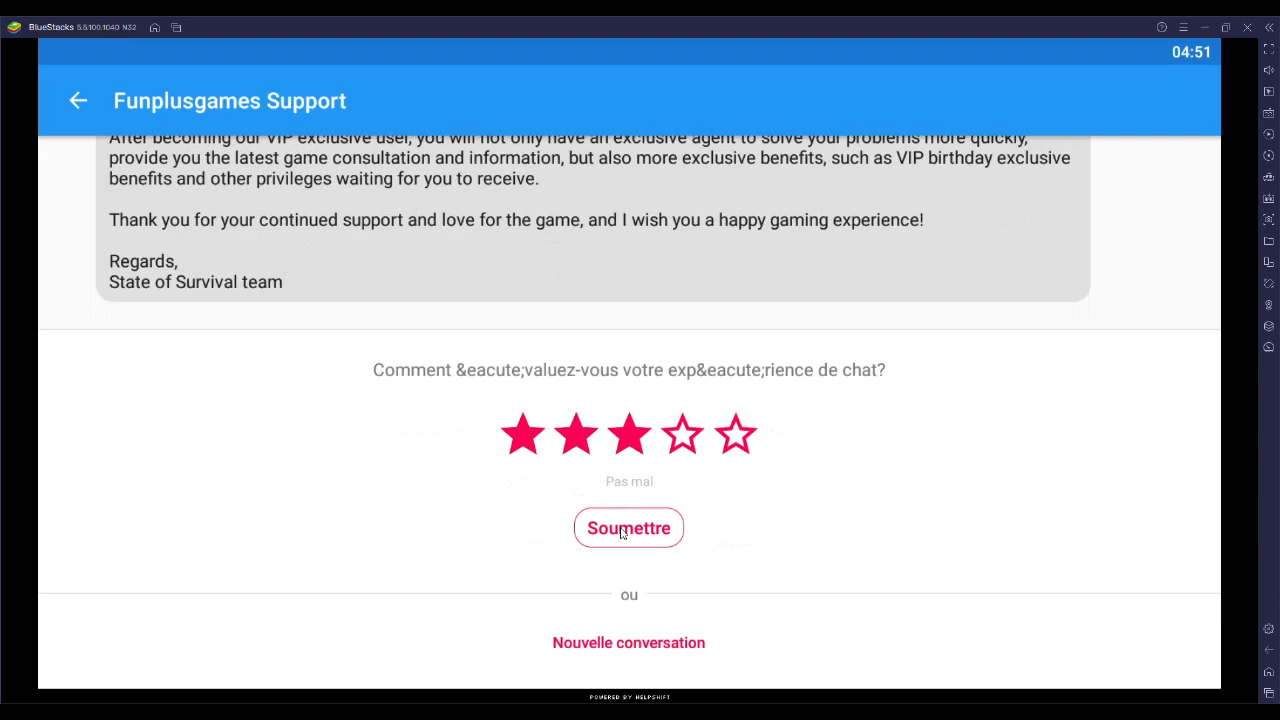 BlueStacks 5.5.100.1040 N32
04:51
Funplusgames Support
After becoming our VIP exclusive user, you will not only have an exclusive agent to solve your problems more quickly,
provide you the latest game consultation and information, but also more exclusive benefits, such as VIP birthday exclusive
benefits and other privileges waiting for you to receive.
Thank you for your continued support and love for the game, and I wish you a happy gaming experience!
Regards,
State of Survival team
Comment &eacute;valuez-vous votre exp&eacute;rience de chat?
Pas mal
Soumettre
ou
Nouvelle conversation
POWERED BY HELPSHIFT